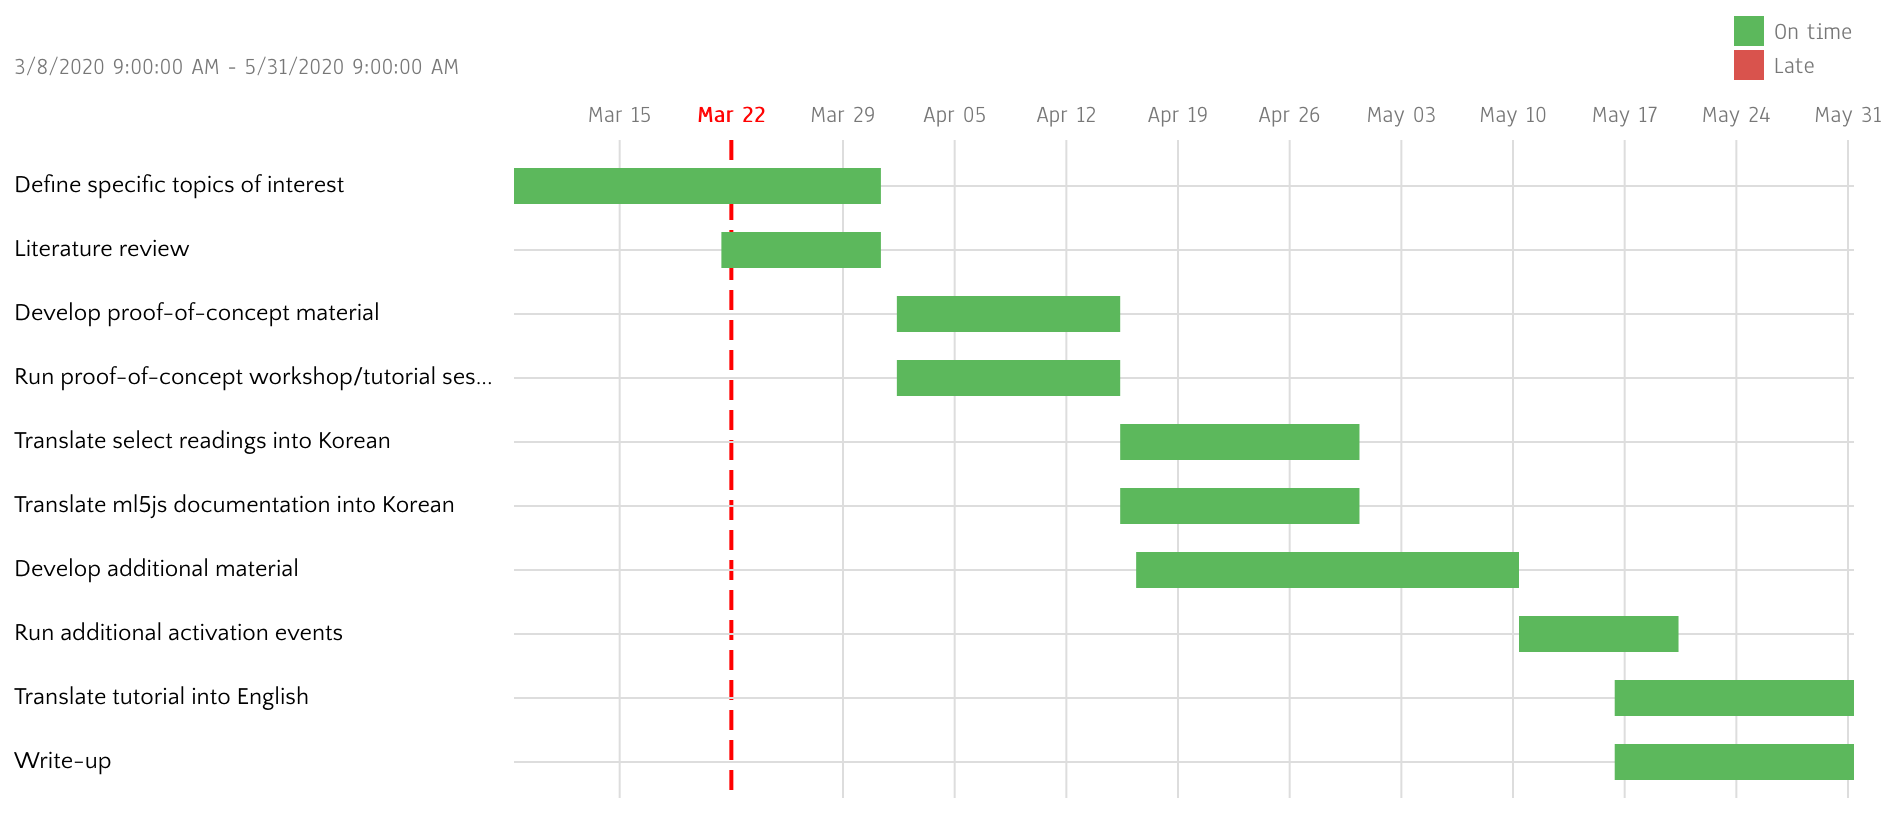 On time
3/8/2020 9:00:00 AM - 5/31/2020 9:00:00 AM
Late
Mar 15 Mar 22 Mar 29 Apr 05 Apr 12 Apr 19 Apr 26 May 03 May 10 May 17 May 24 May 31
Define specific topics of interest
Literature review
Develop proof-of-concept material
Run proof-of-concept workshop/tutorial ses...
Translate select readings into Korean
Translate ml5js documentation into Korean
Develop additional material
Run additional activation events
Translate tutorial into English
Write-up